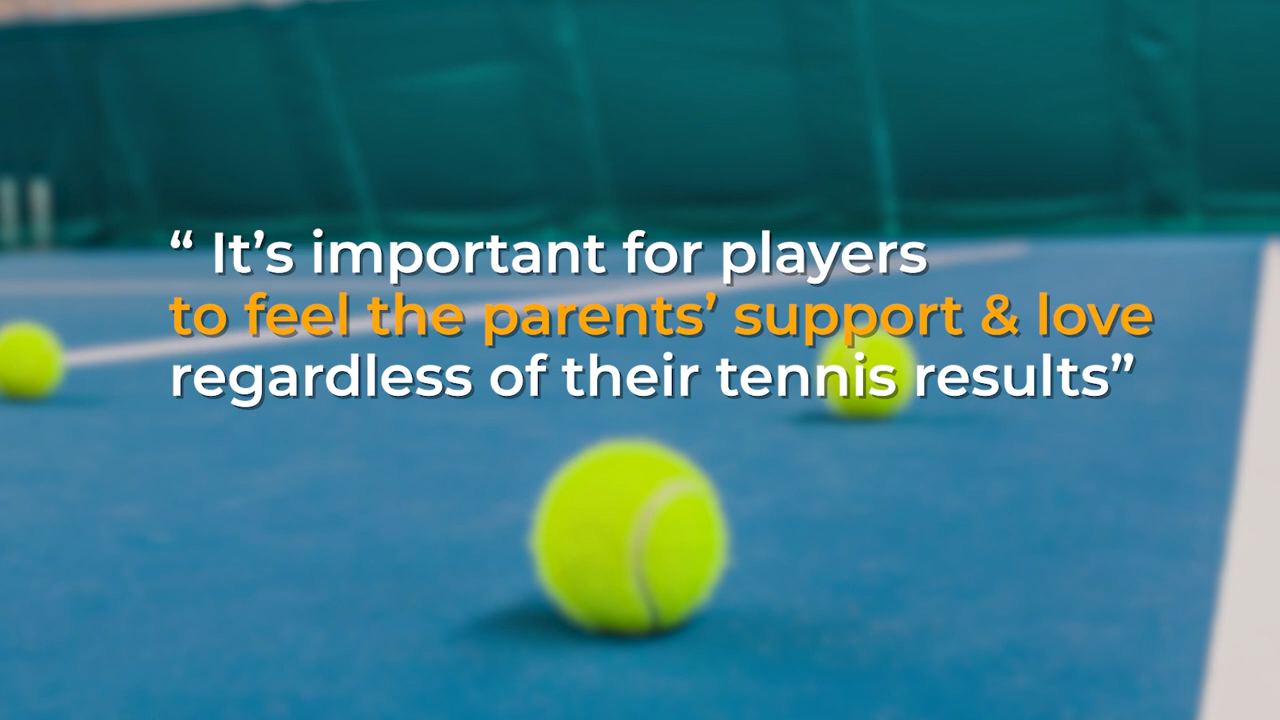 “ It’s important for players
to feel the parents’ support & love
regardless of their tennis results”